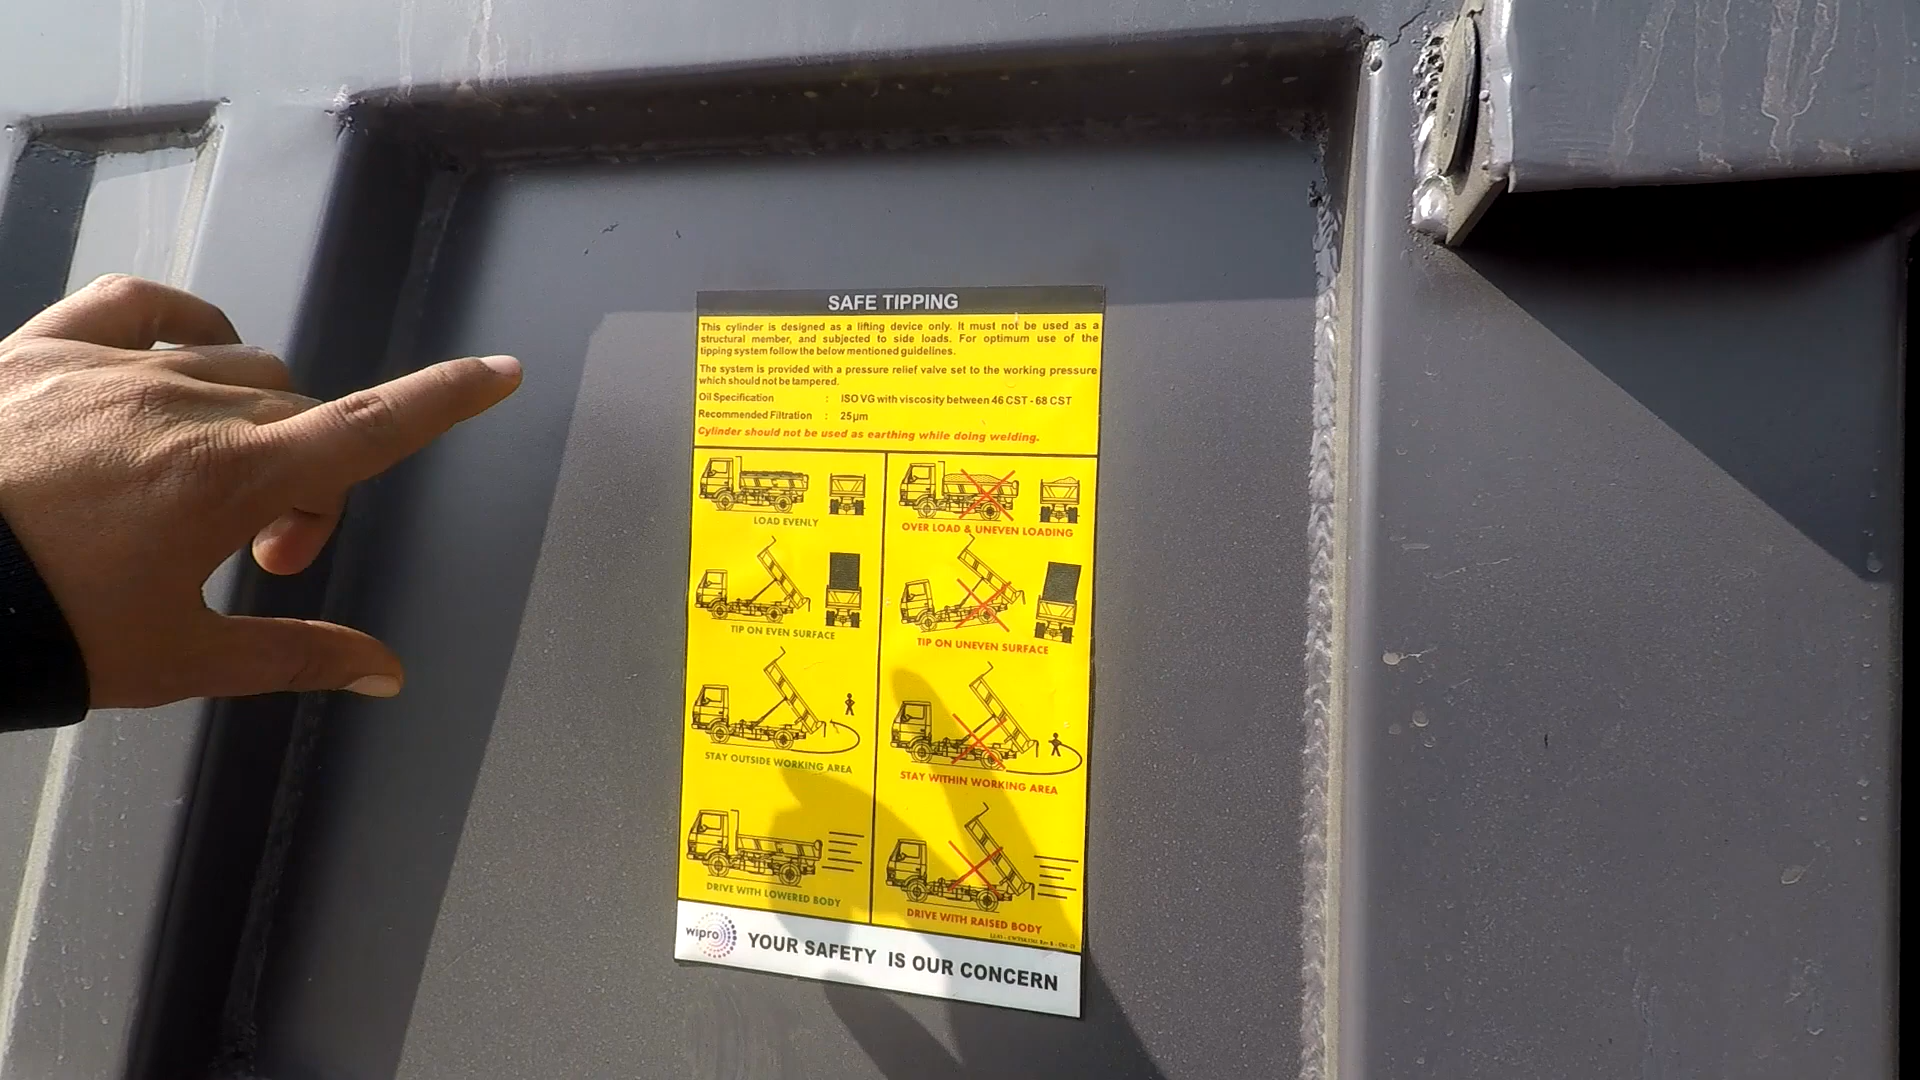 SAFE TIPPING
This cylinder is designed as a lifting device only. It must not be used as a
structural member, and subjected to side loads. For optimum use of the
tipping system follow the below mentioned guidelines.
The system is provided with a pressure relief valve set to the working pressure
which should not be tampered.
Oil Specification : ISO VG with viscosity between 46 CST - 68 CST
Recommended Filtration : 25µm
Cylinder should not be used as earthing while doing welding.
LOAD EVENLY
OVER LOAD & UNEVEN LOADING
TIP ON EVEN SURFACE
TIP ON UNEVEN SURFACE
STAY OUTSIDE WORKING AREA
STAY WITHIN WORKING AREA
DRIVE WITH LOWERED BODY
DRIVE WITH RAISED BODY
wipro
YOUR SAFETY IS OUR CONCERN